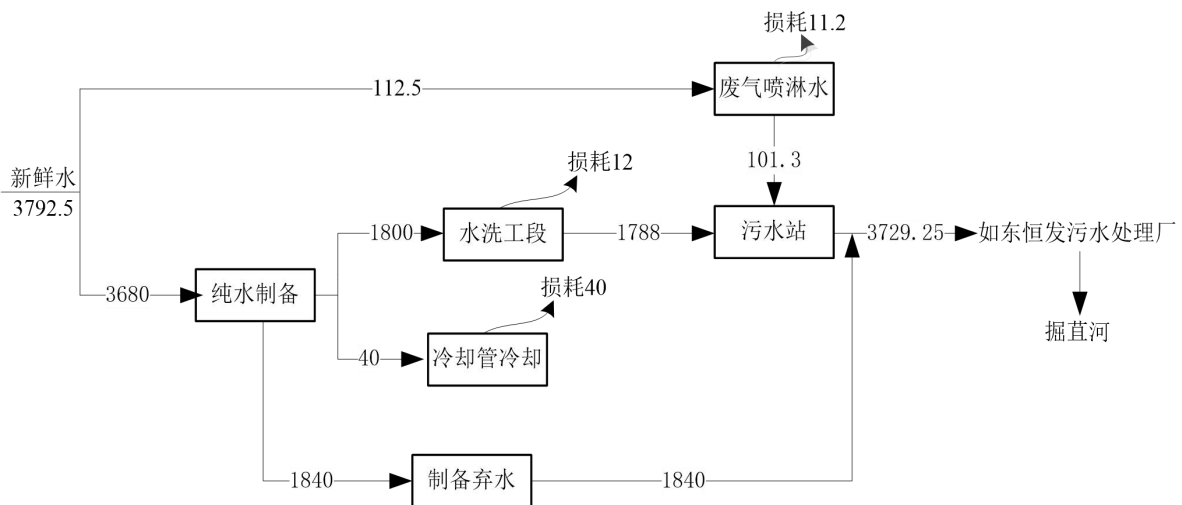 损耗11.2
废气喷淋水
112.5
101.3
新鲜水
3792.5
损耗12
1800
水洗工段
1788
污水站
3729.25
如东恒发污水处理厂
3680
纯水制备
损耗40
40
冷却管冷却
掘苴河
1840
制备弃水
1840